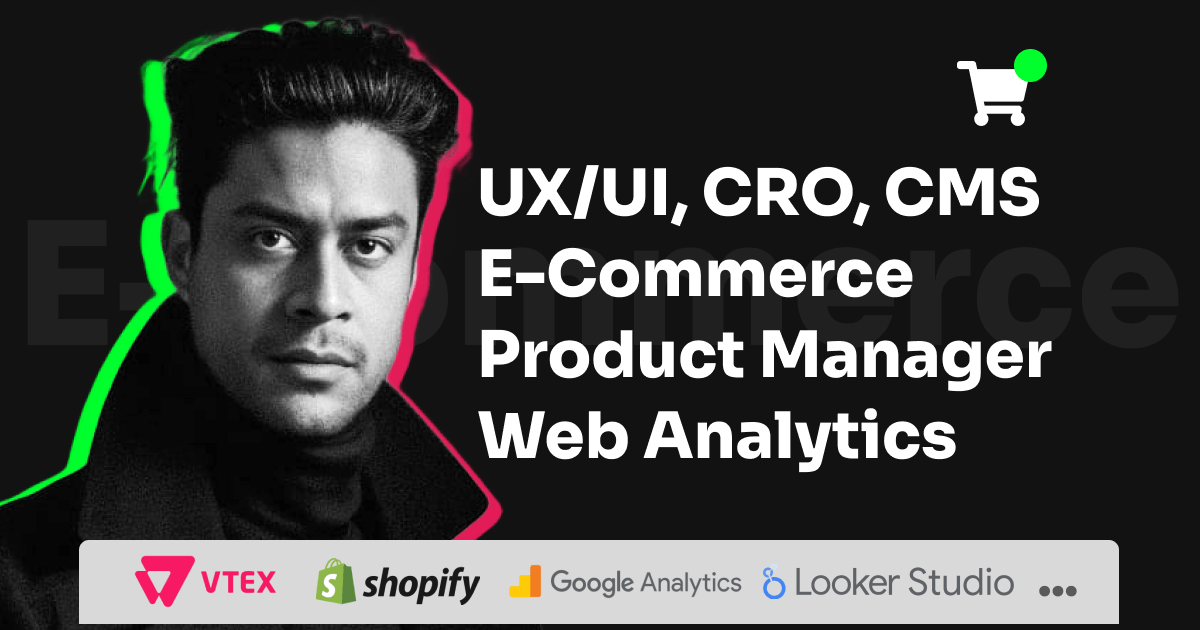 UX/UI, CRO, CMS
E-Commerce
E-Commerce
Product Manager
Web Analytics
VTEX
shopify
Google Analytics
Looker Studio